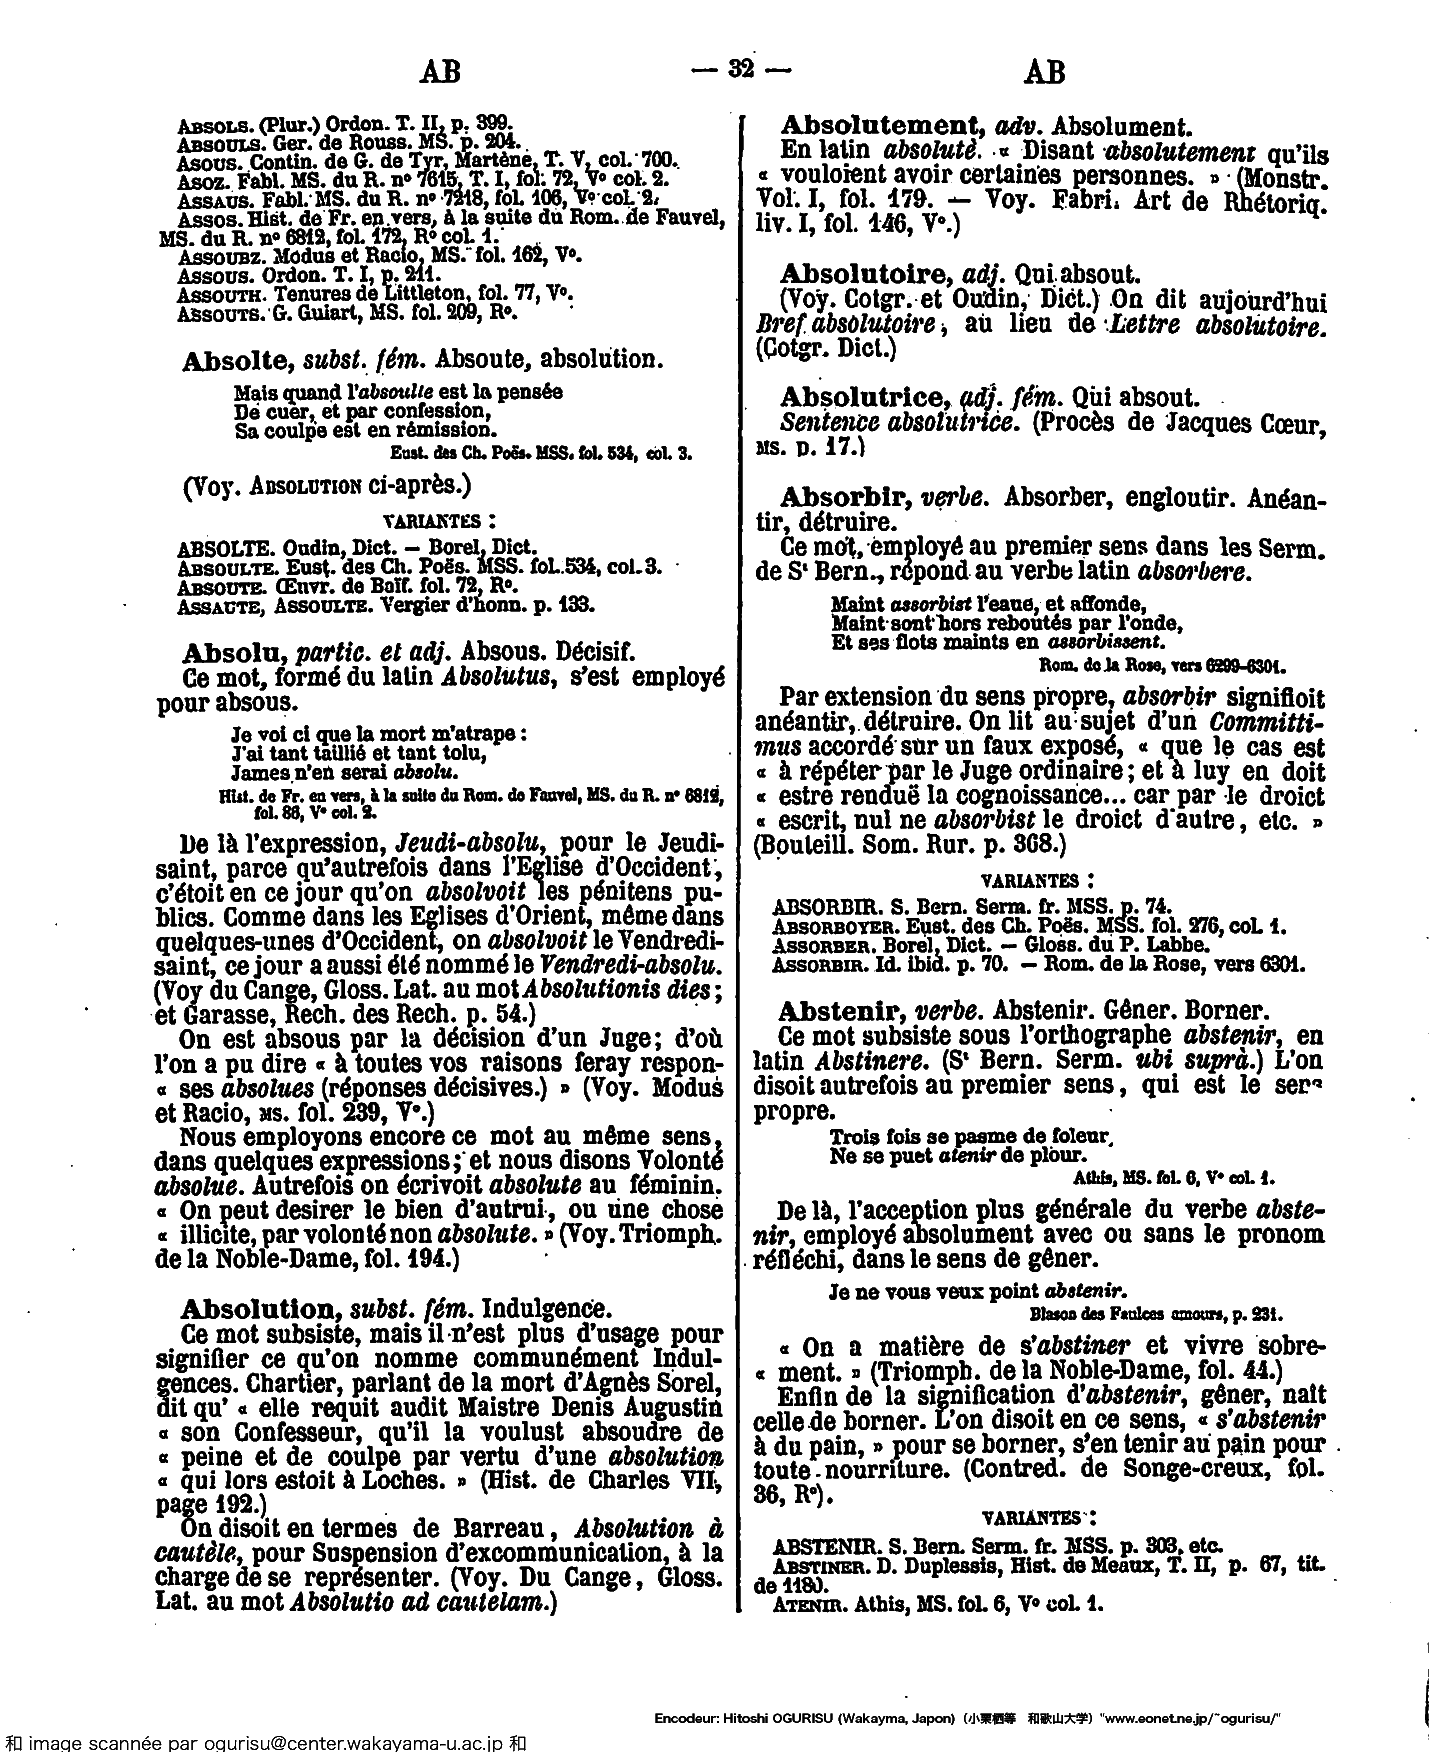 AB — 32 — AB
ABSOLS. (Plur.) Ordon. T. II, p. 399.
ABSOULS. Ger. de Rouss. MS. p. 204.
ASOUS. Contin. de G. de Tyr, Martène, T. V, col. 700.
ASOZ. Fabl. MS. du R. nº 7615, T. I, fol. 72, Vº col. 2.
ASSAUS. Fabl. MS. du R. nº 7218, fol. 106, Vº col. 2.
ASSOS. Hist. de Fr. en vers, à la suite du Rom. de Fauvel,
MS. du R. nº 6812, fol. 172, Rº col. 1.
ASSOUBZ. Modus et Racio, MS. fol. 162, Vº.
ASSOUS. Ordon. T. I, p. 211.
ASSOUTH. Tenures de Littleton, fol. 77, Vº.
ASSOUTS. G. Guiart, MS. fol. 209, Rº.
Absolte, subst. fém. Absoute, absolution.
Mais quand l'absoulte est la pensée
De cuer, et par confession,
Sa coulpe est en rémission.
Eust. des Ch. Poës. MSS. fol. 534, col. 3.
(Voy. ABSOLUTION ci-après.)
VARIANTES :
ABSOLTE. Oudin, Dict. — Borel, Dict.
ABSOULTE. Eust. des Ch. Poës. MSS. fol. 534, col. 3.
ABSOUTE. Œuvr. de Baïf. fol. 72, Rº.
ASSAUTE, ASSOULTE. Vergier d'honn. p. 133.
Absolu, partic. et adj. Absous. Décisif.
Ce mot, formé du latin Absolutus, s'est employé
pour absous.
Je voi ci que la mort m'atrape :
J'ai tant taillié et tant tolu,
James n'en serai absolu.
Hist. de Fr. en vers, à la suite du Rom. de Fauvel, MS. du R. nº 6812,
fol. 86, Vº col. 2.
De là l'expression, Jeudi-absolu, pour le Jeudi-
saint, parce qu'autrefois dans l'Eglise d'Occident,
c'étoit en ce jour qu'on absolvoit les pénitens pu-
blics. Comme dans les Eglises d'Orient, même dans
quelques-unes d'Occident, on absolvoit le Vendredi-
saint, ce jour a aussi été nommé le Vendredi-absolu.
(Voy du Cange, Gloss. Lat. au mot Absolutionis dies ;
et Garasse, Rech. des Rech. p. 54.)
On est absous par la décision d'un Juge ; d'où
l'on a pu dire « à toutes vos raisons feray respon-
« ses absolues (réponses décisives.) » (Voy. Modus
et Racio, MS. fol. 239, Vº.)
Nous employons encore ce mot au même sens,
dans quelques expressions ; et nous disons Volonté
absolue. Autrefois on écrivoit absolute au féminin.
« On peut desirer le bien d'autrui, ou une chose
« illicite, par volonté non absolute. » (Voy. Triomph.
de la Noble-Dame, fol. 194.)
Absolution, subst. fém. Indulgence.
Ce mot subsiste, mais il n'est plus d'usage pour
signifier ce qu'on nomme communément Indul-
gences. Chartier, parlant de la mort d'Agnès Sorel,
dit qu' « elle requit audit Maistre Denis Augustin
« son Confesseur, qu'il la voulust absoudre de
« peine et de coulpe par vertu d'une absolution
« qui lors estoit à Loches. » (Hist. de Charles VII,
page 192.)
On disoit en termes de Barreau, Absolution à
cautèle, pour Suspension d'excommunication, à la
charge de se représenter. (Voy. Du Cange, Gloss.
Lat. au mot Absolutio ad cautelam.)
Absolutement, adv. Absolument.
En latin absolutè. « Disant absolutement qu'ils
« vouloient avoir certaines personnes. » (Monstr.
Vol. I, fol. 179. — Voy. Fabri. Art de Rhétoriq.
liv. I, fol. 146, Vº.)
Absolutoire, adj. Qui absout.
(Voy. Cotgr. et Oudin, Dict.) On dit aujourd'hui
Bref absolutoire, au lieu de Lettre absolutoire.
(Cotgr. Dict.)
Absolutrice, adj. fém. Qui absout.
Sentence absolutrice. (Procès de Jacques Cœur,
MS. p. 17.)
Absorbir, verbe. Absorber, engloutir. Anéan-
tir, détruire.
Ce mot, employé au premier sens dans les Serm.
de Sᵗ Bern., répond au verbe latin absorbere.
Maint assorbist l'eaue, et affonde,
Maint sont hors reboutés par l'onde,
Et ses flots maints en assorbissent.
Rom. de la Rose, vers 6299-6301.
Par extension du sens propre, absorbir signifioit
anéantir, détruire. On lit au sujet d'un Committi-
mus accordé sur un faux exposé, « que le cas est
« à répéter par le Juge ordinaire ; et à luy en doit
« estre renduë la cognoissance... car par le droict
« escrit, nul ne absorbist le droict d'autre, etc. »
(Bouteill. Som. Rur. p. 368.)
VARIANTES :
ABSORBIR. S. Bern. Serm. fr. MSS. p. 74.
ABSORBOYER. Eust. des Ch. Poës. MSS. fol. 276, col. 1.
ASSORBER. Borel, Dict. — Gloss. du P. Labbe.
ASSORBIR. Id. ibid. p. 70. — Rom. de la Rose, vers 6301.
Abstenir, verbe. Abstenir. Gêner. Borner.
Ce mot subsiste sous l'orthographe abstenir, en
latin Abstinere. (Sᵗ Bern. Serm. ubi suprà.) L'on
disoit autrefois au premier sens, qui est le sens
propre.
Trois fois se pasme de foleur,
Ne se puet atenir de plour.
Athis, MS. fol. 6, Vº col. 1.
De là, l'acception plus générale du verbe abste-
nir, employé absolument avec ou sans le pronom
réfléchi, dans le sens de gêner.
Je ne vous veux point abstenir.
Blason des Faulces amours, p. 231.
« On a matière de s'abstiner et vivre sobre-
« ment. » (Triomph. de la Noble-Dame, fol. 44.)
Enfin de la signification d'abstenir, gêner, naît
celle de borner. L'on disoit en ce sens, « s'abstenir
à du pain, » pour se borner, s'en tenir au pain pour
toute nourriture. (Contred. de Songe-creux, fol.
36, Rº).
VARIANTES :
ABSTENIR. S. Bern. Serm. fr. MSS. p. 303, etc.
ABSTINER. D. Duplessis, Hist. de Meaux, T. II, p. 67, tit.
de 1180.
ATENIR. Athis, MS. fol. 6, Vº col. 1.
Encodeur: Hitoshi OGURISU (Wakayma, Japon)（小栗栖等 和歌山大学）"www.eonet.ne.jp/~ogurisu/"
和 image scannée par ogurisu@center.wakayama-u.ac.jp 和